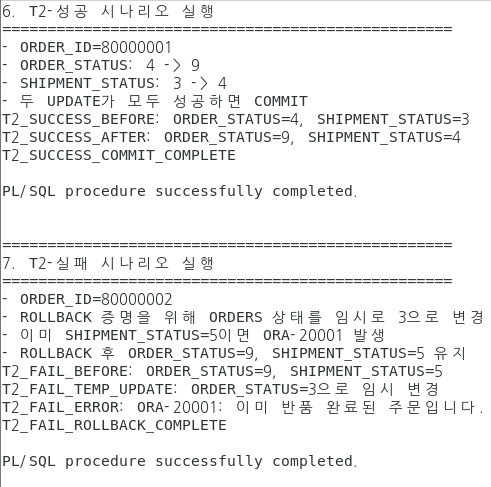 6. T2-성공 시나리오 실행
==================================================
- ORDER_ID=80000001
- ORDER_STATUS: 4 -> 9
- SHIPMENT_STATUS: 3 -> 4
- 두 UPDATE가 모두 성공하면 COMMIT
T2_SUCCESS_BEFORE: ORDER_STATUS=4, SHIPMENT_STATUS=3
T2_SUCCESS_AFTER: ORDER_STATUS=9, SHIPMENT_STATUS=4
T2_SUCCESS_COMMIT_COMPLETE
PL/SQL procedure successfully completed.
==================================================
7. T2-실패 시나리오 실행
==================================================
- ORDER_ID=80000002
- ROLLBACK 증명을 위해 ORDERS 상태를 임시로 3으로 변경
- 이미 SHIPMENT_STATUS=5이면 ORA-20001 발생
- ROLLBACK 후 ORDER_STATUS=9, SHIPMENT_STATUS=5 유지
T2_FAIL_BEFORE: ORDER_STATUS=9, SHIPMENT_STATUS=5
T2_FAIL_TEMP_UPDATE: ORDER_STATUS=3으로 임시 변경
T2_FAIL_ERROR: ORA-20001: 이미 반품 완료된 주문입니다.
T2_FAIL_ROLLBACK_COMPLETE
PL/SQL procedure successfully completed.